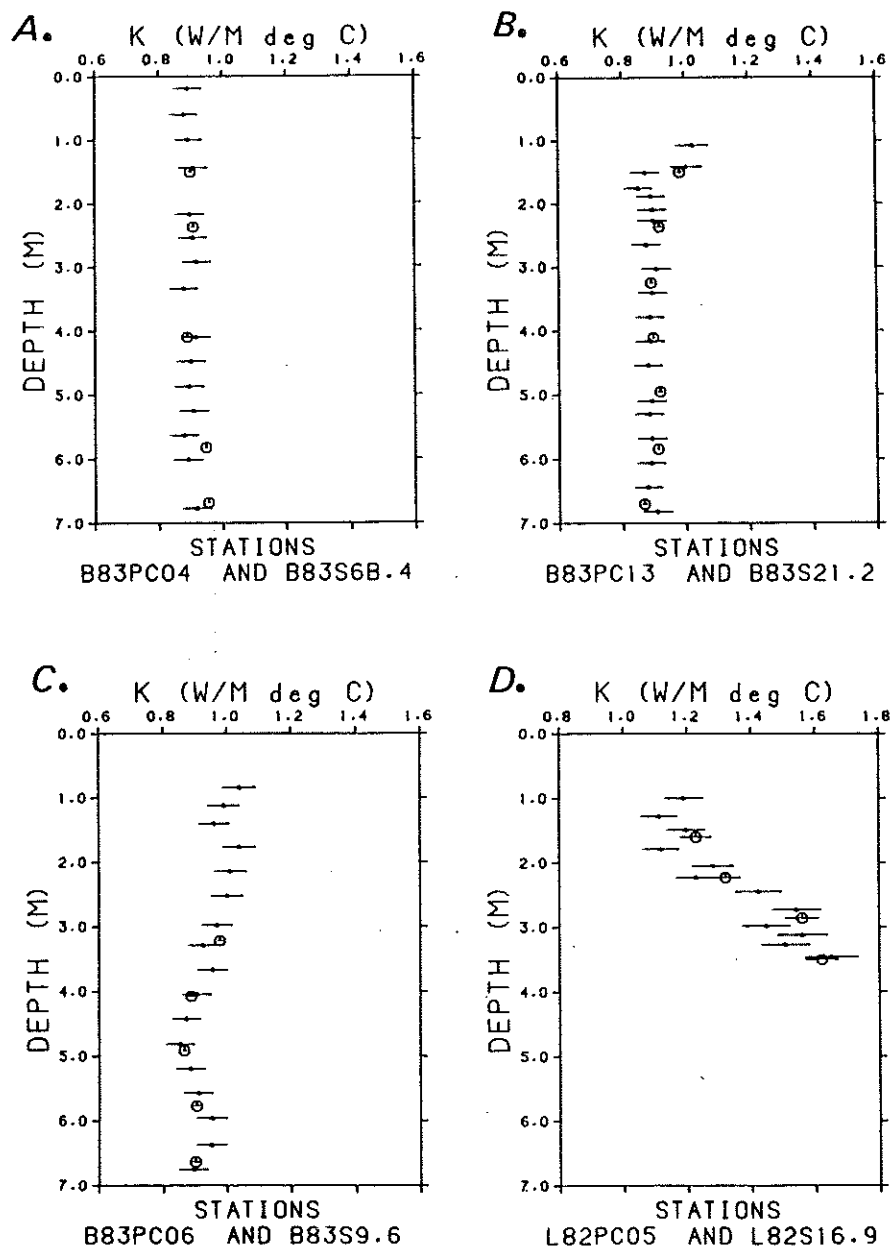 A.
K (W/M deg C)
0.6 0.8 1.0 1.2 1.4 1.6
0.0
1.0
2.0
3.0
4.0
5.0
6.0
7.0
DEPTH (M)
STATIONS
B83PC04 AND B83S6B.4
B.
K (W/M deg C)
0.6 0.8 1.0 1.2 1.4 1.6
0.0
1.0
2.0
3.0
4.0
5.0
6.0
7.0
DEPTH (M)
STATIONS
B83PC13 AND B83S21.2
C.
K (W/M deg C)
0.6 0.8 1.0 1.2 1.4 1.6
0.0
1.0
2.0
3.0
4.0
5.0
6.0
7.0
DEPTH (M)
STATIONS
B83PC06 AND B83S9.6
D.
K (W/M deg C)
0.8 1.0 1.2 1.4 1.6 1.8
0.0
1.0
2.0
3.0
4.0
5.0
6.0
7.0
DEPTH (M)
STATIONS
L82PC05 AND L82S16.9